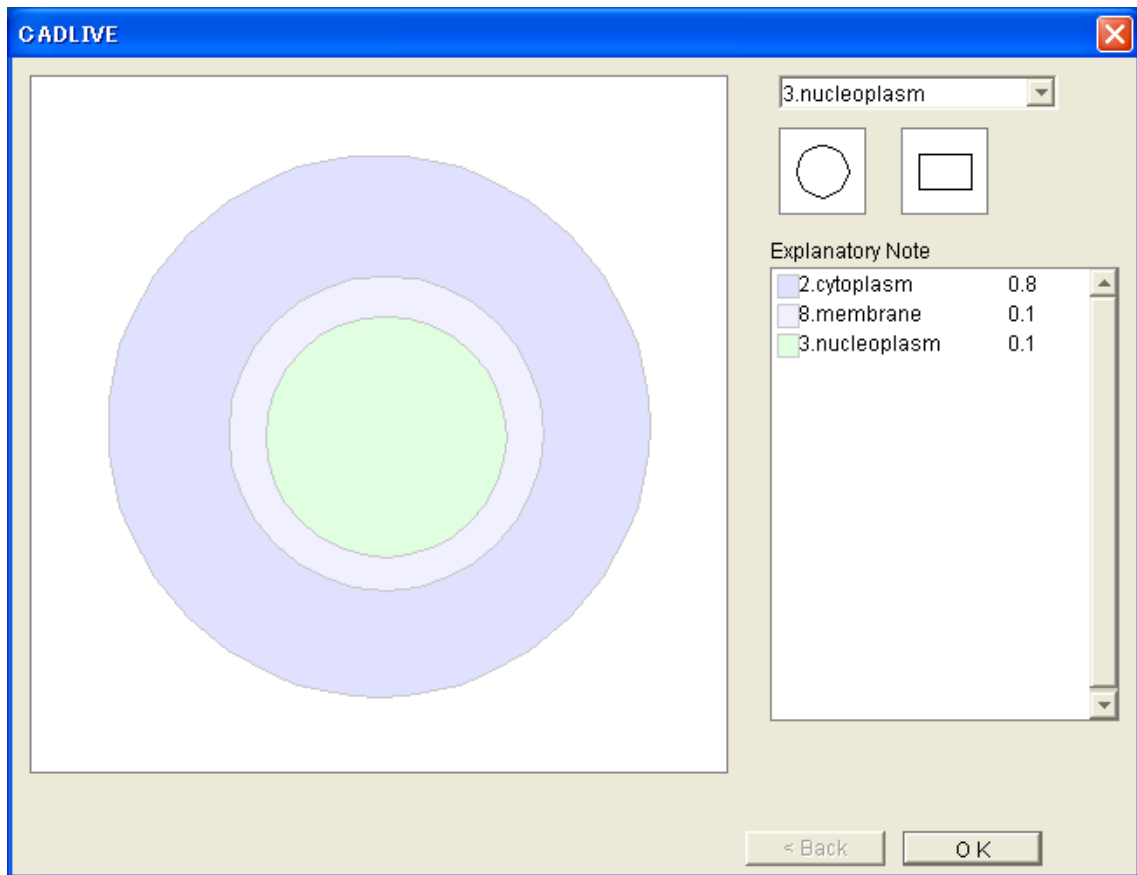 CADLIVE
3.nucleoplasm
Explanatory Note
2.cytoplasm 0.8
8.membrane 0.1
3.nucleoplasm 0.1
< Back OK